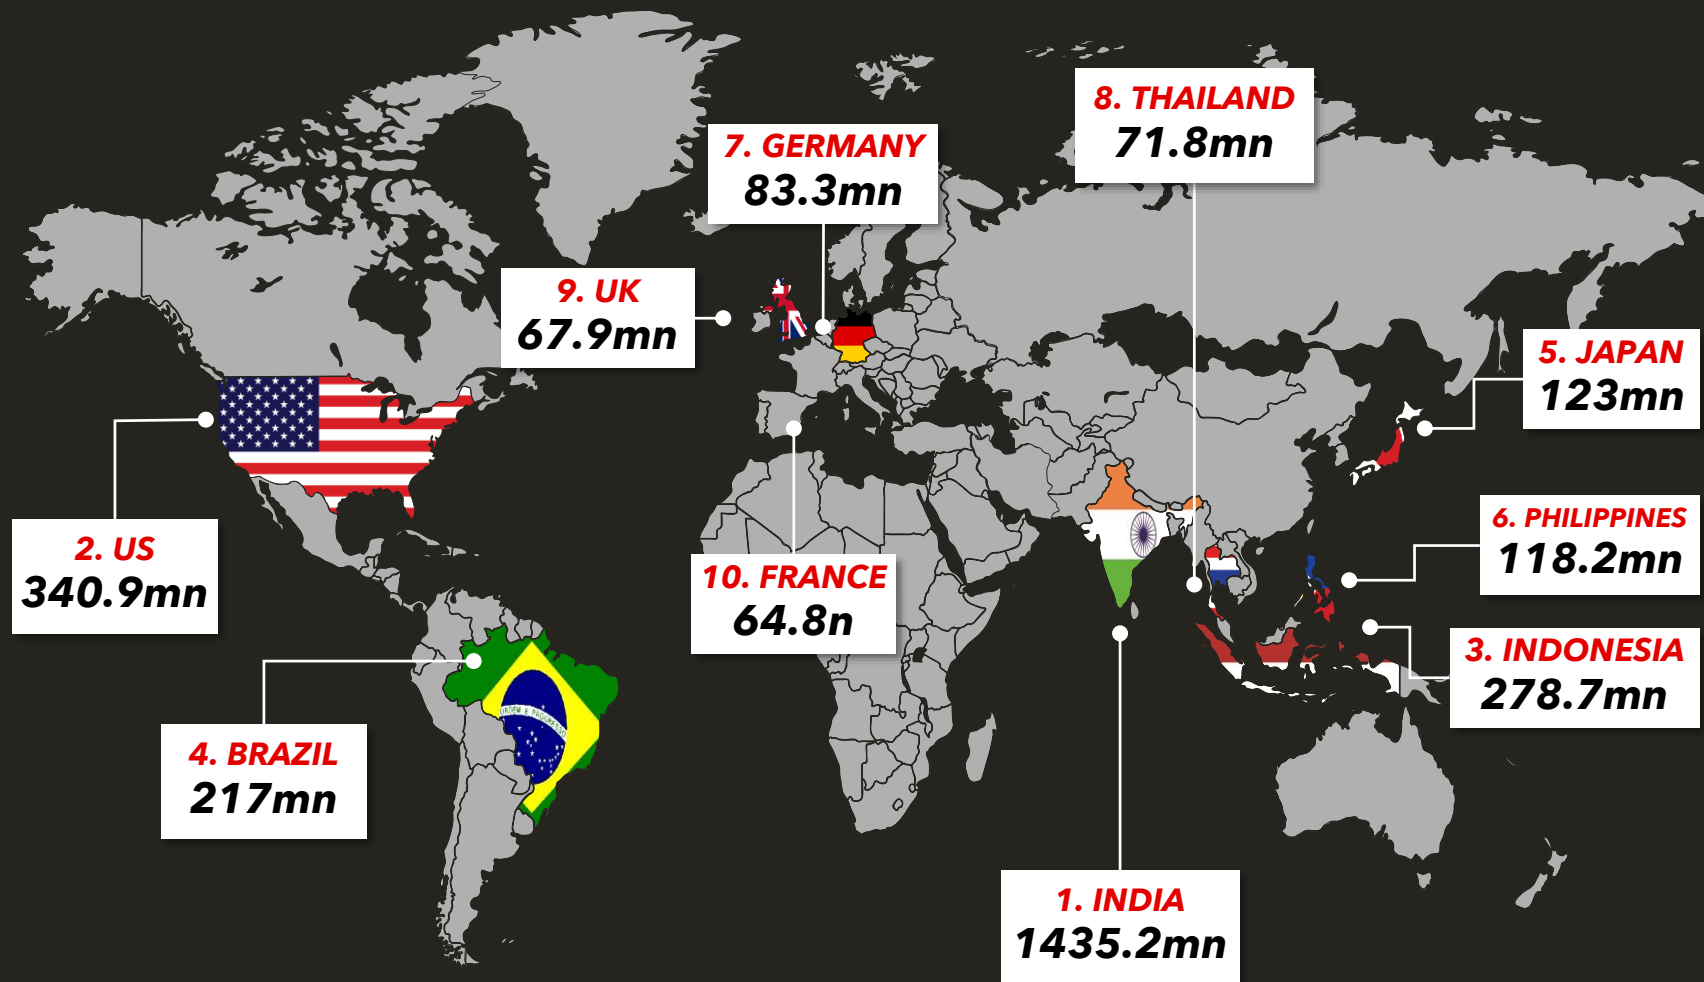 8. THAILAND
71.8mn
7. GERMANY
83.3mn
9. UK
67.9mn
5. JAPAN
123mn
2. US
340.9mn
6. PHILIPPINES
118.2mn
10. FRANCE
64.8n
3. INDONESIA
278.7mn
4. BRAZIL
217mn
ORDEM E PROGRESSO
1. INDIA
1435.2mn